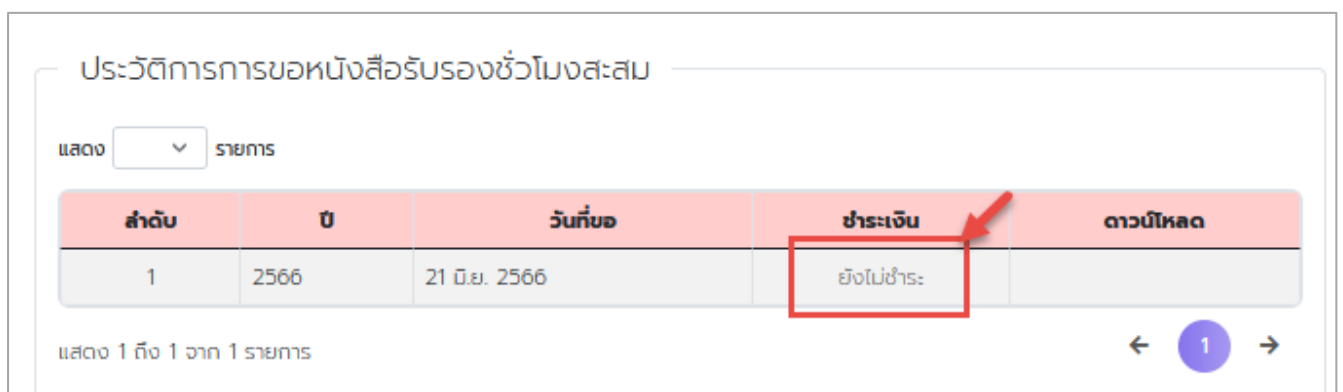 ประวัติการการขอหนังสือรับรองชั่วโมงสะสม
แสดง รายการ
ลำดับ ปี วันที่ขอ ชำระเงิน ดาวน์โหลด
1 2566 21 มิ.ย. 2566 ยังไม่ชำระ
แสดง 1 ถึง 1 จาก 1 รายการ ← 1 →